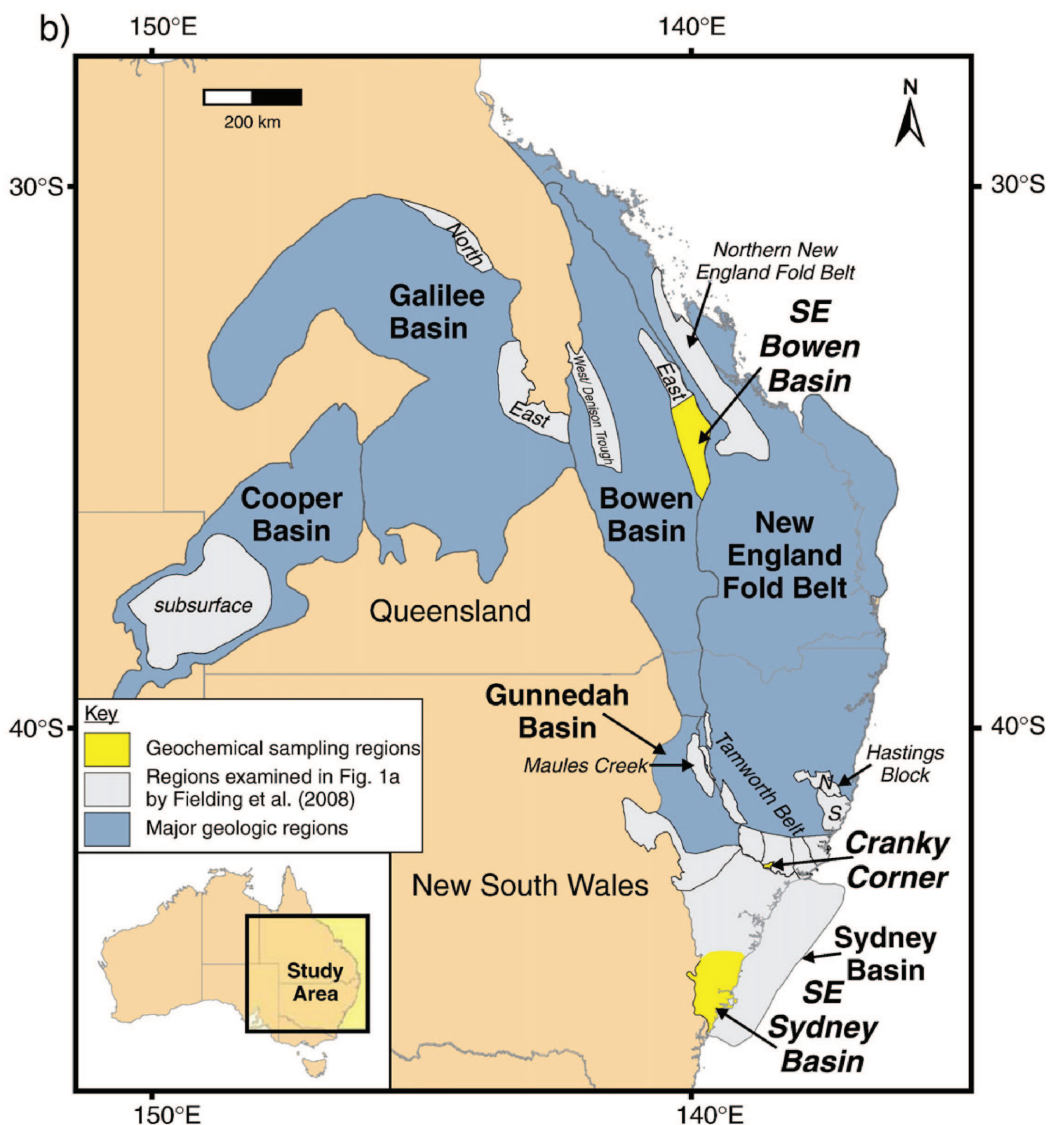 b)
150°E
140°E
200 km
N
30°S
30°S
North
Galilee
Basin
Northern New
England Fold Belt
SE
Bowen
Basin
East
West/ Denison Trough
East
Cooper
Basin
Bowen
Basin
New
England
Fold Belt
subsurface
Queensland
Gunnedah
Basin
Maules Creek
Tamworth Belt
Hastings
Block
N
S
40°S
40°S
Key
Geochemical sampling regions
Regions examined in Fig. 1a
by Fielding et al. (2008)
Major geologic regions
Cranky
Corner
New South Wales
Sydney
Basin
SE
Sydney
Basin
Study
Area
150°E
140°E